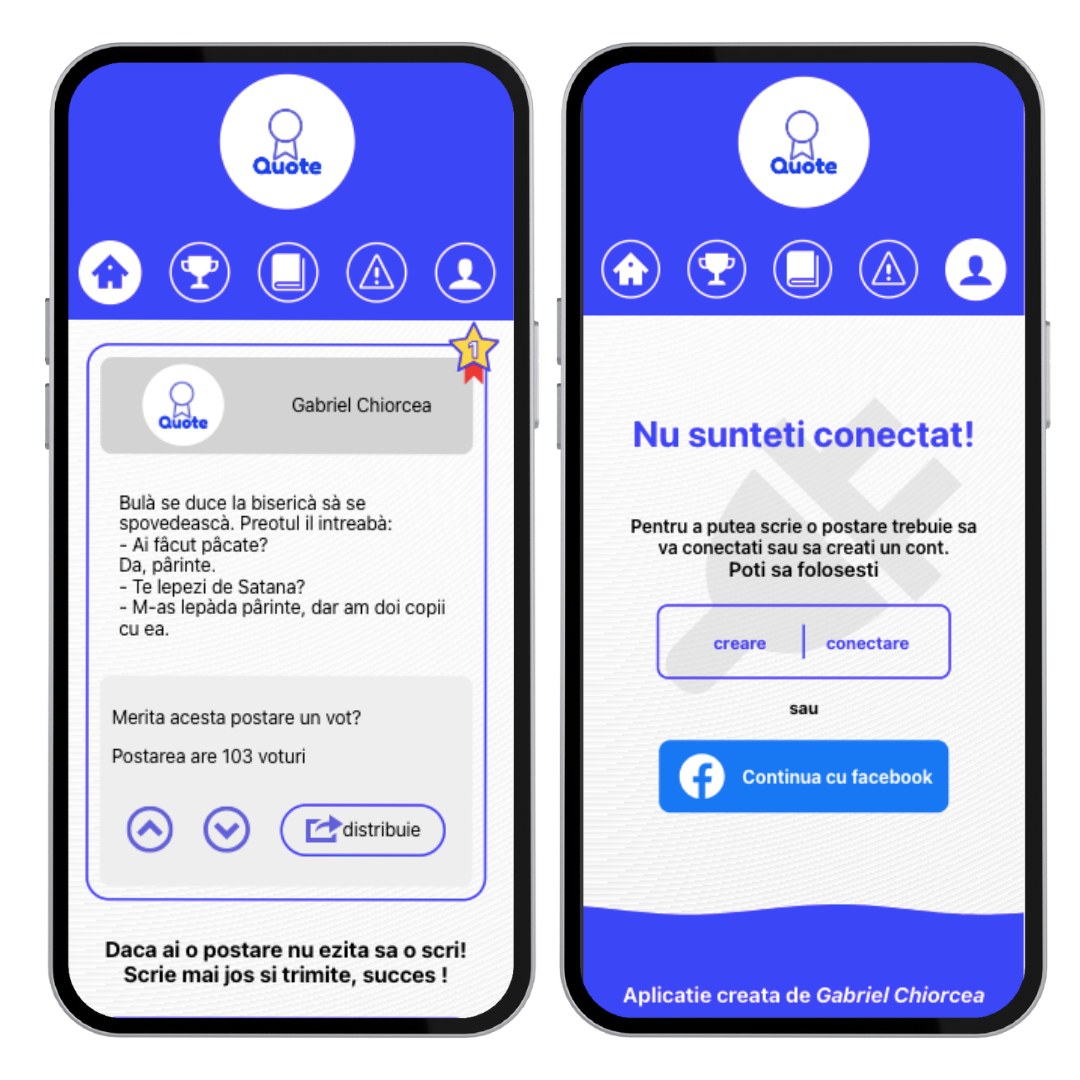 Quote
1
Quote
Gabriel Chiorcea
Bulà se duce la biserică sà se
spovedească. Preotul il intreabà:
- Ai fâcut pâcate?
Da, pârinte.
- Te lepezi de Satana?
- M-as lepàda pârinte, dar am doi copii
cu ea.
Merita acesta postare un vot?
Postarea are 103 voturi
distribuie
Daca ai o postare nu ezita sa o scri!
Scrie mai jos si trimite, succes !
Quote
Nu sunteti conectat!
Pentru a putea scrie o postare trebuie sa
va conectati sau sa creati un cont.
Poti sa folosesti
creare | conectare
sau
Continua cu facebook
Aplicatie creata de Gabriel Chiorcea